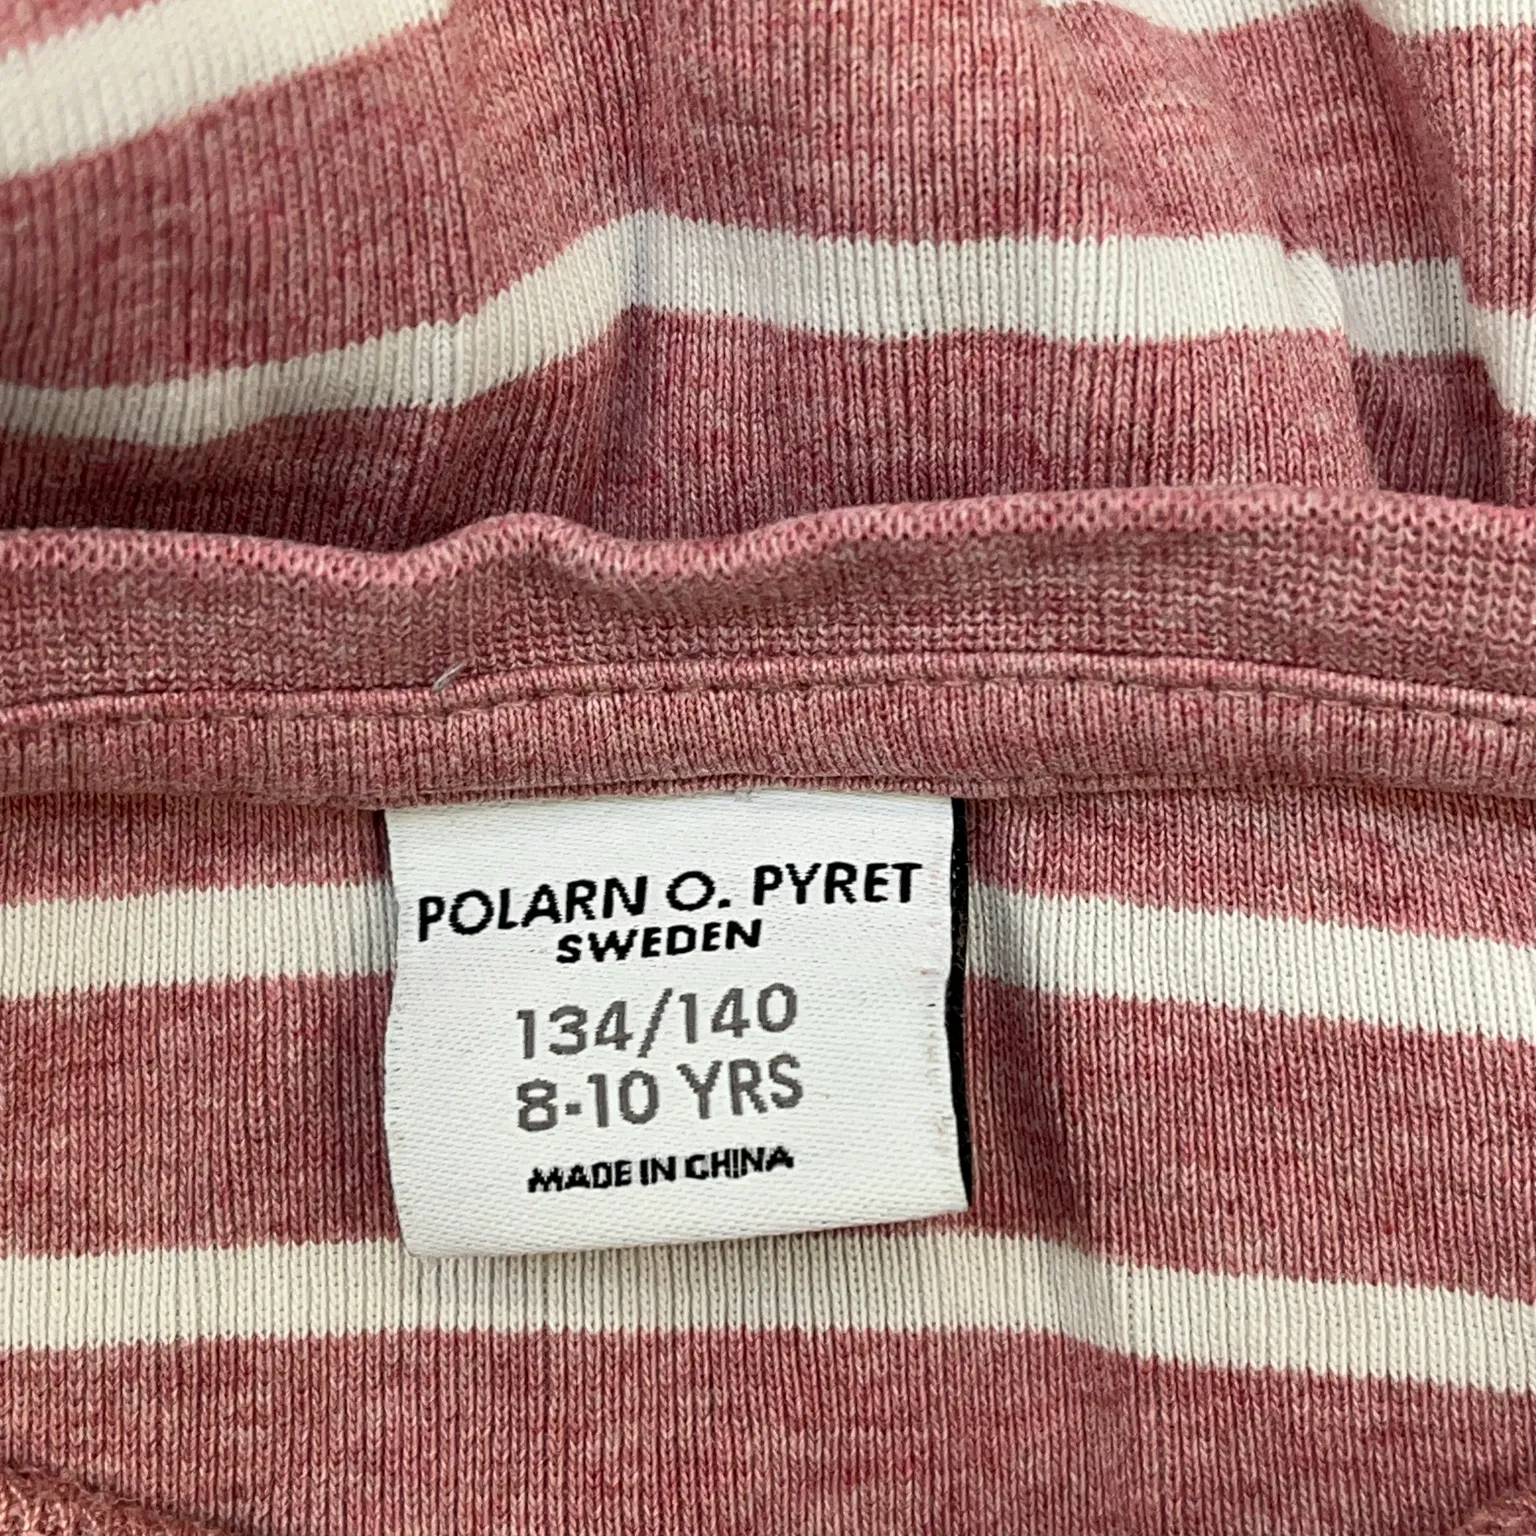 POLARN O. PYRET
SWEDEN
134/140
8-10 YRS
MADE IN CHINA